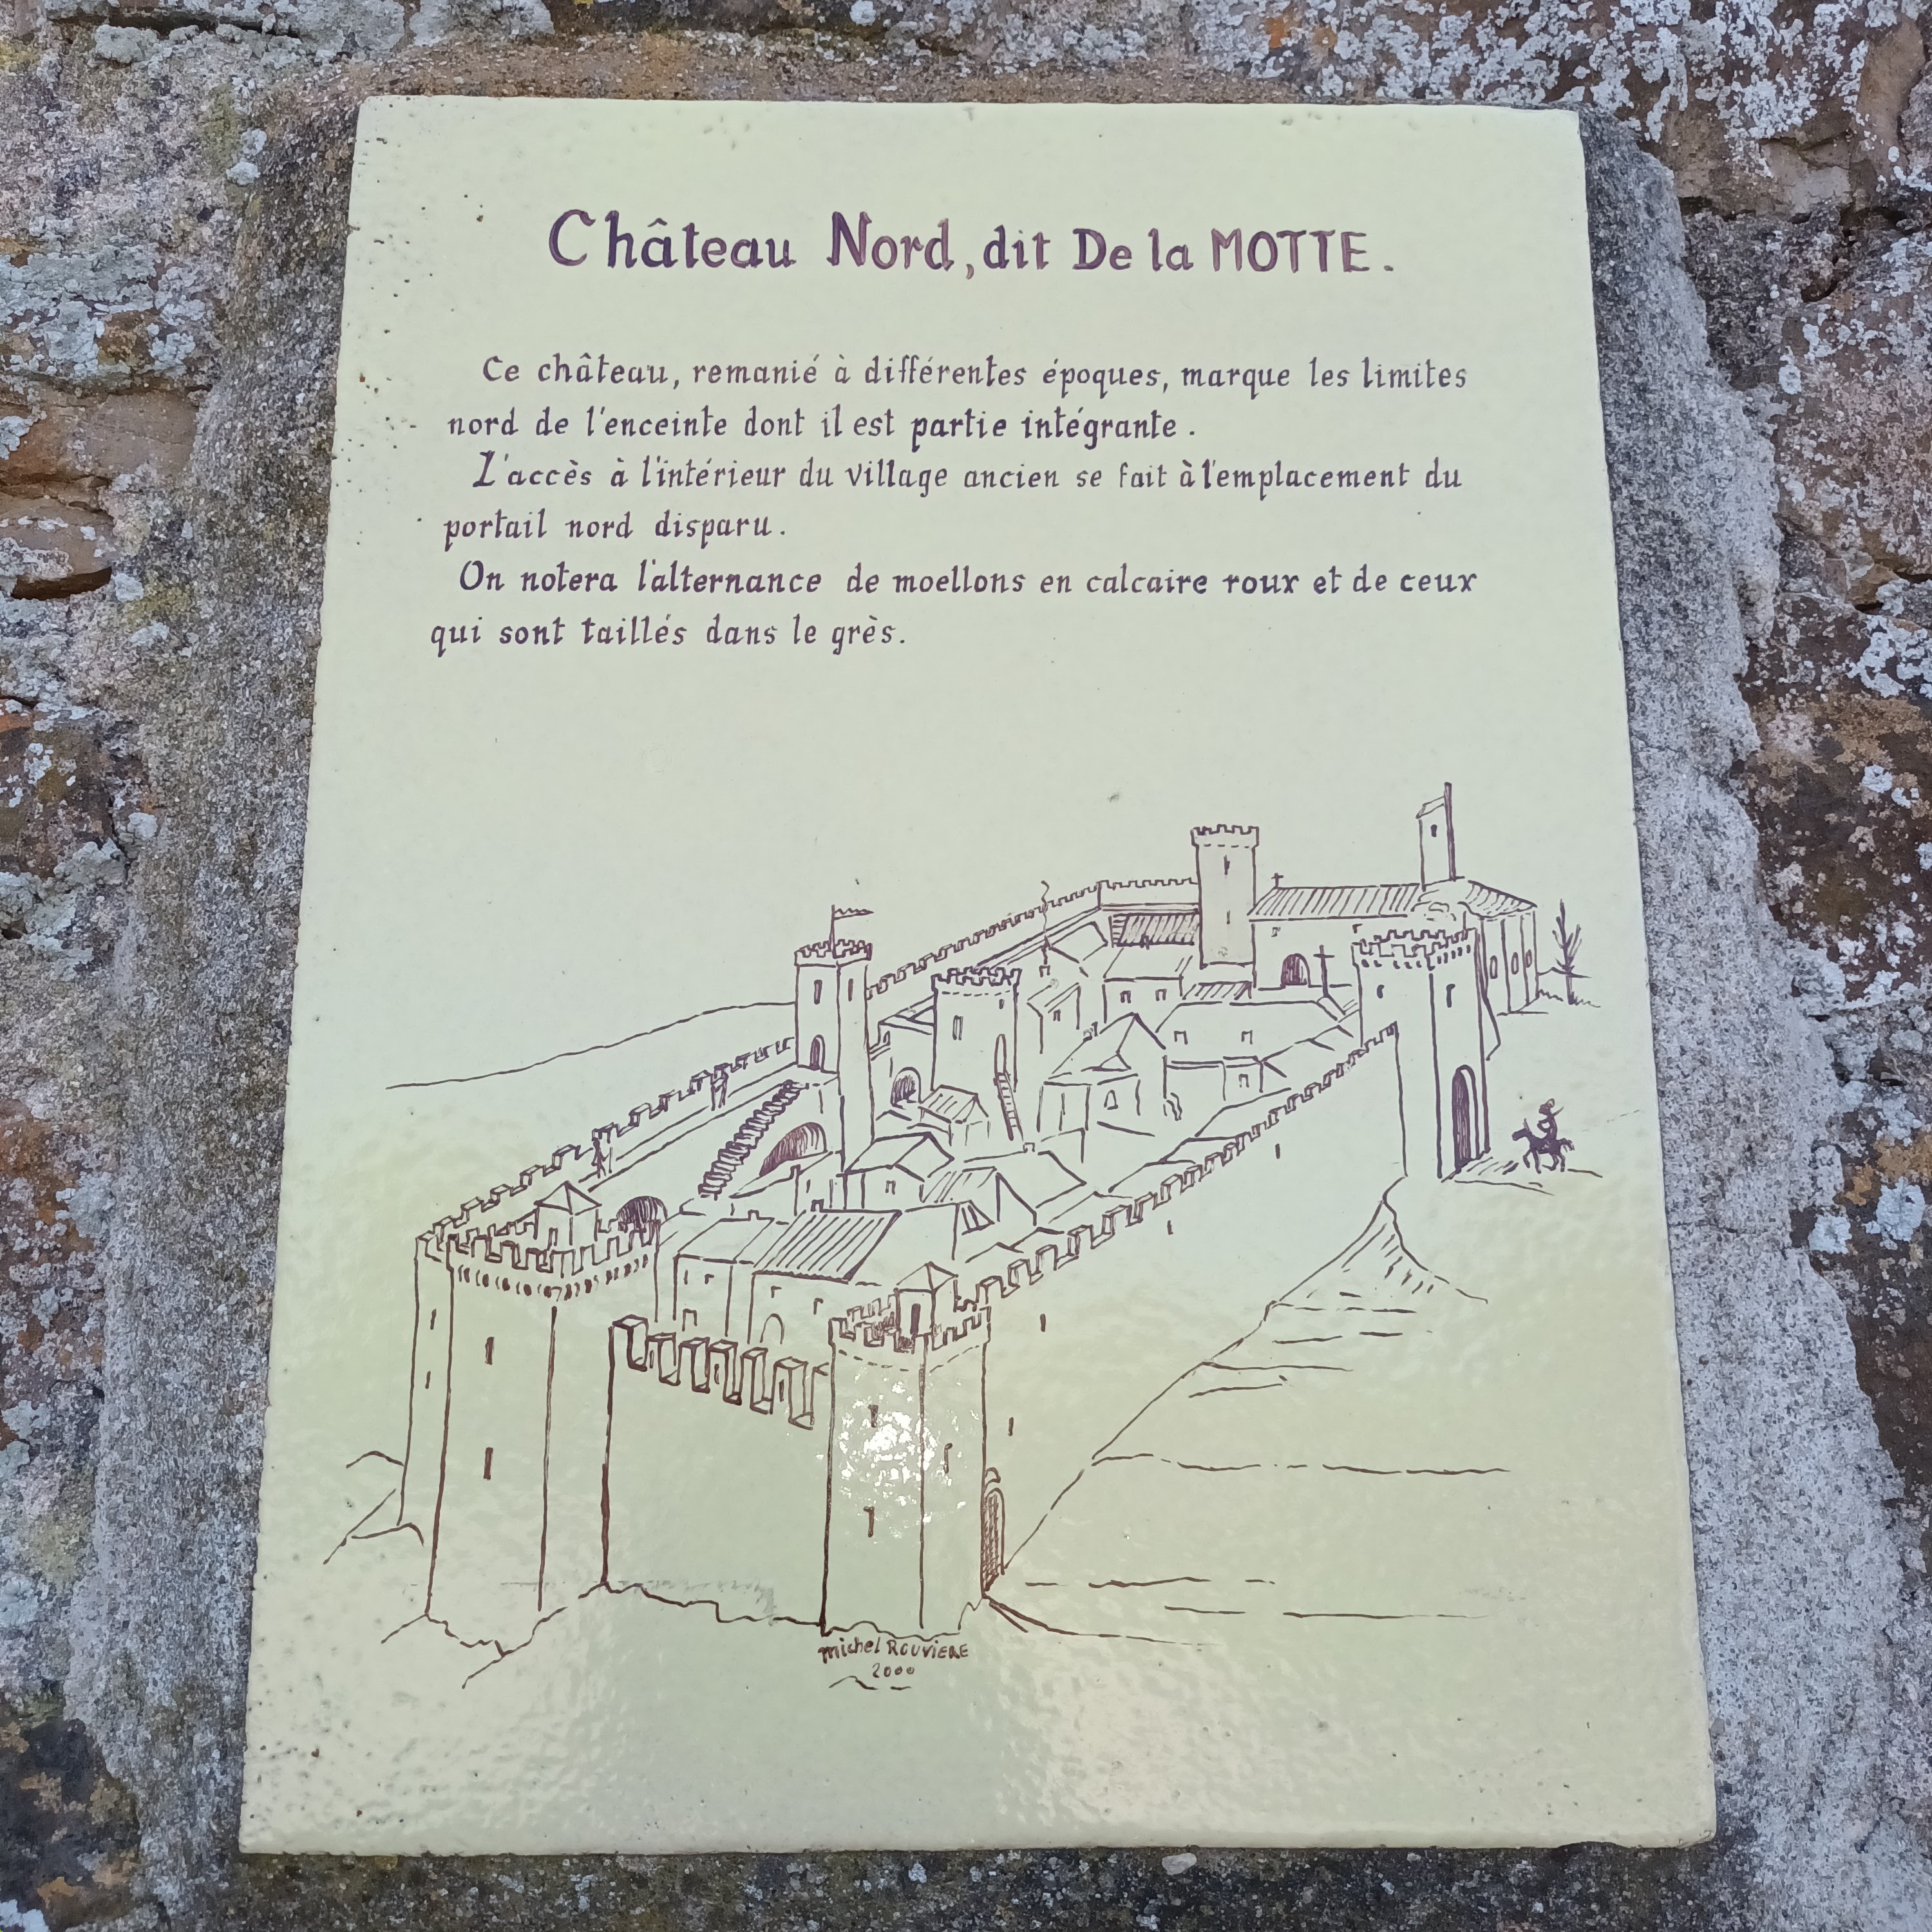 Château Nord, dit De la MOTTE.
Ce château, remanié à différentes époques, marque les limites
nord de l'enceinte dont il est partie intégrante.
L'accès à l'intérieur du village ancien se fait à l'emplacement du
portail nord disparu.
On notera l'alternance de moellons en calcaire roux et de ceux
qui sont taillés dans le grès.
michel ROUVIERE
2000